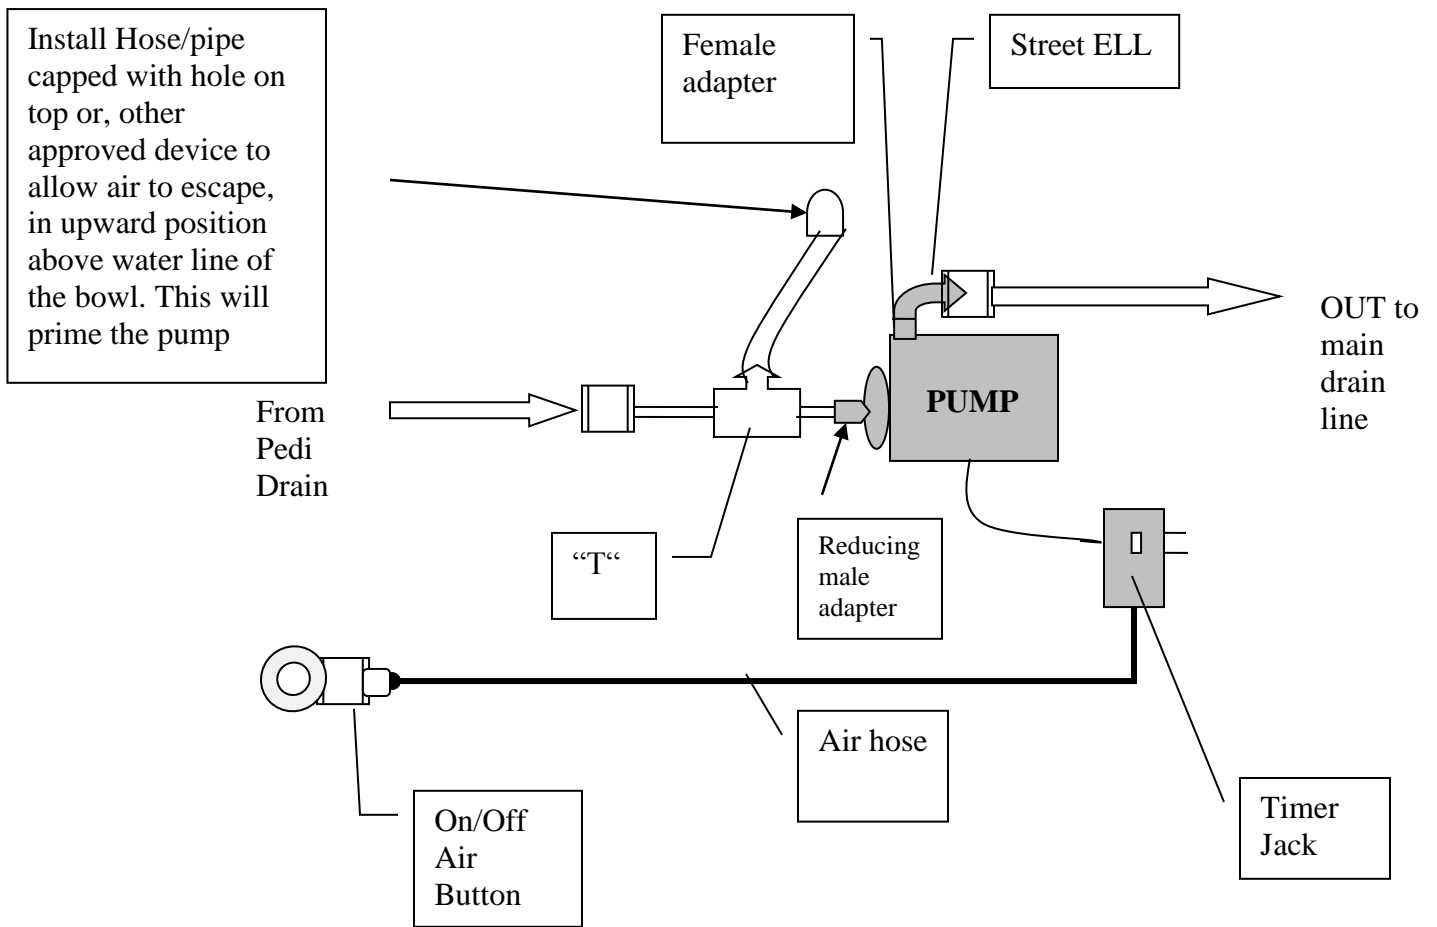 Install Hose/pipe
capped with hole on
top or, other
approved device to
allow air to escape,
in upward position
above water line of
the bowl. This will
prime the pump
Female
adapter
Street ELL
OUT to
main
drain
line
From
Pedi
Drain
PUMP
“T“
Reducing
male
adapter
Air hose
On/Off
Air
Button
Timer
Jack